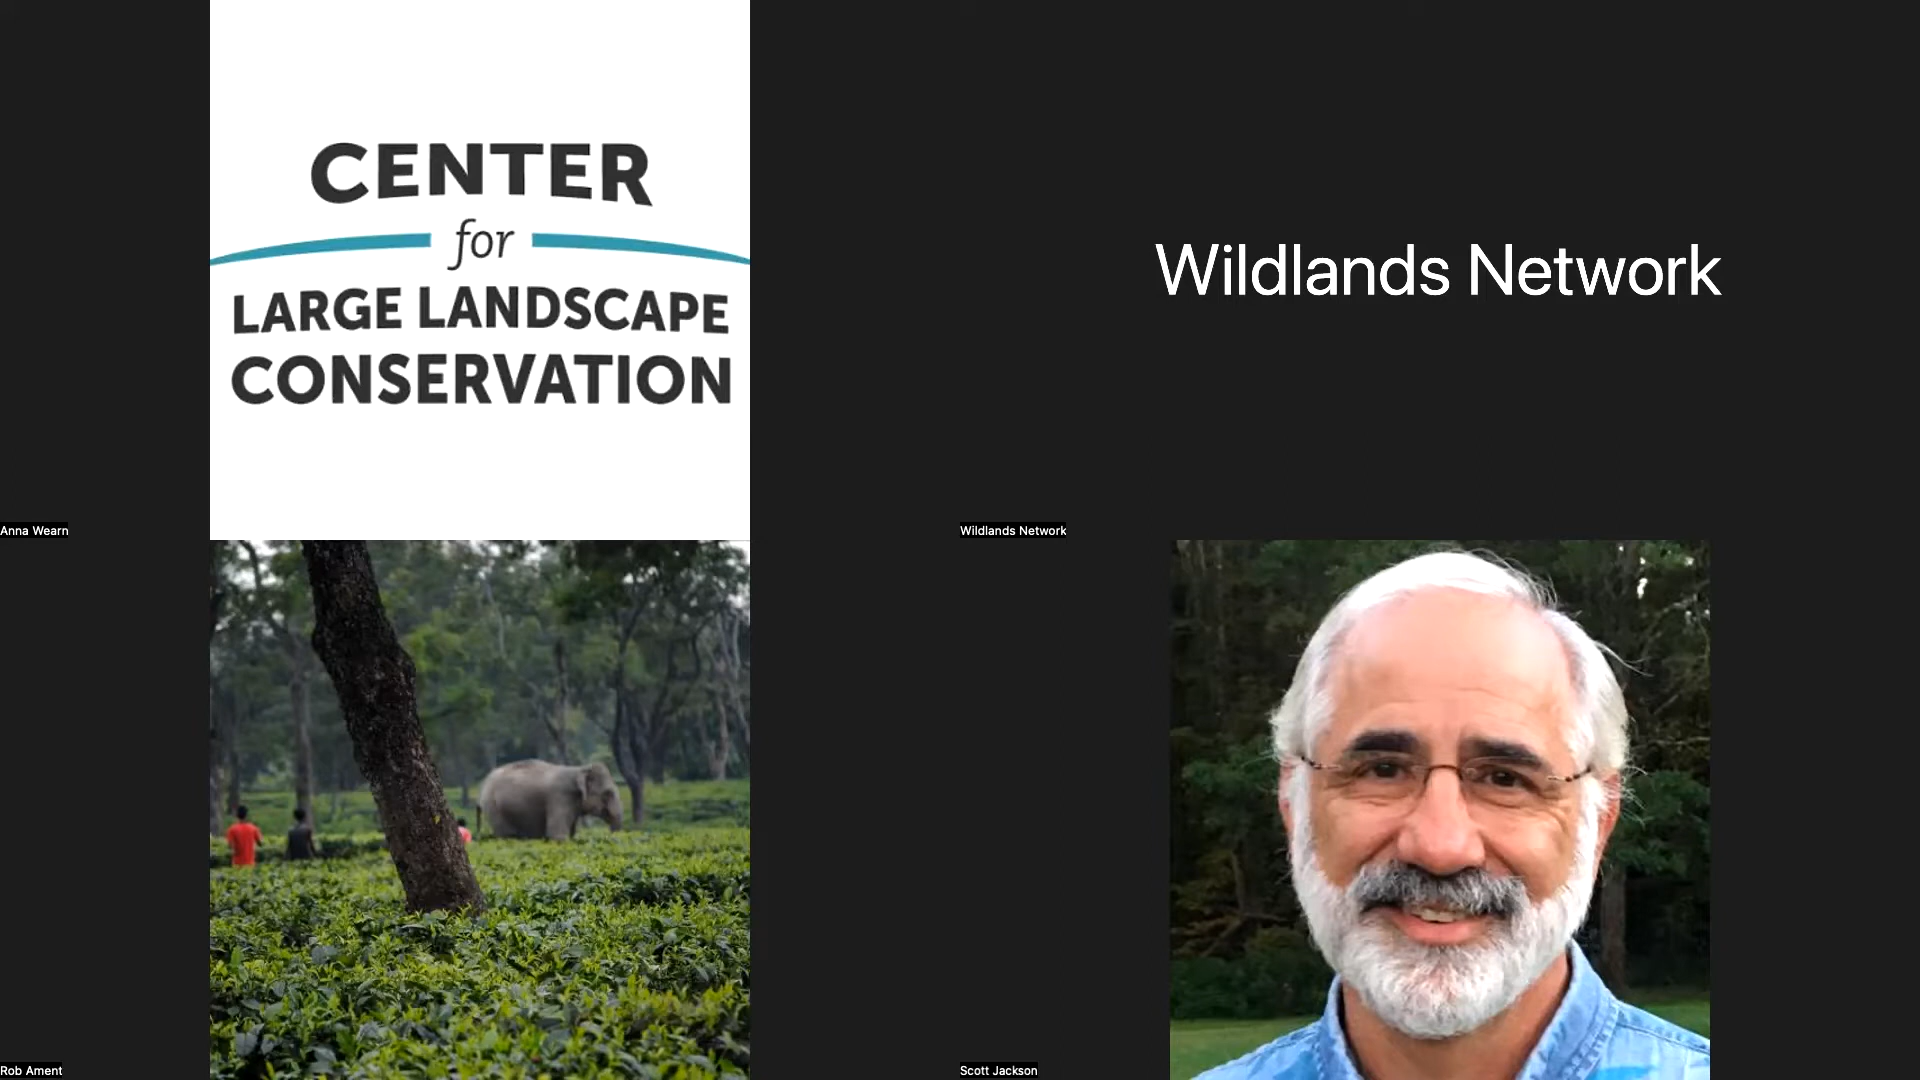 CENTER
for
LARGE LANDSCAPE
CONSERVATION
Anna Wearn
Wildlands Network
Wildlands Network
Rob Ament
Scott Jackson